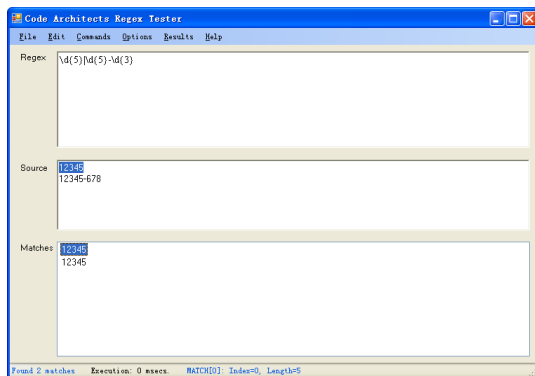 Code Architects Regex Tester
File Edit Commands Options Results Help
Regex
\d{5}|\d{5}-\d{3}
Source
12345
12345-678
Matches
12345
12345
Found 2 matches Execution: 0 msecs. MATCH[0]: Index=0, Length=5